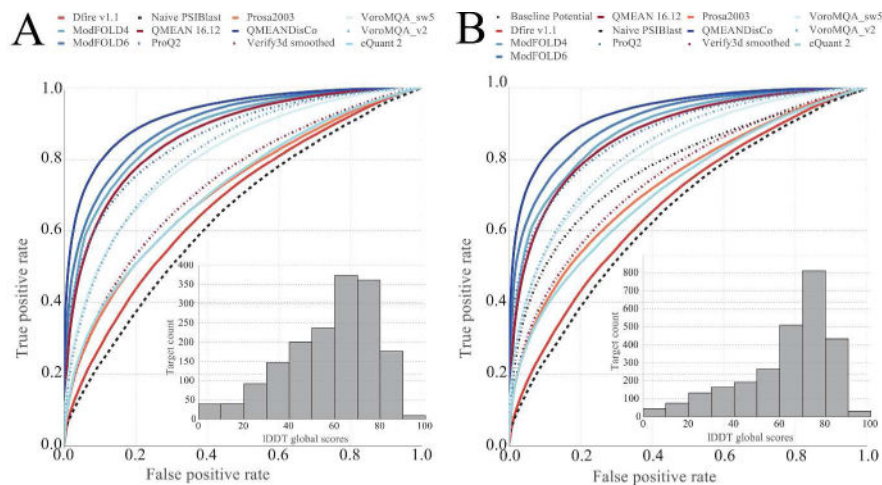 A
Dfire v1.1 Naive PSIBlast Prosa2003 VoroMQA_sw5
ModFOLD4 QMEAN 16.12 QMEANDisCo VoroMQA_v2
ModFOLD6 ProQ2 Verify3d smoothed eQuant 2
1.0
0.8
0.6
0.4
0.2
0.0
True positive rate
0.0 0.2 0.4 0.6 0.8 1.0
False positive rate
400
350
300
250
200
150
100
50
0
Target count
0 20 40 60 80 100
lDDT global scores
B
Baseline Potential Naive PSIBlast Prosa2003 VoroMQA_sw5
Dfire v1.1 QMEAN 16.12 QMEANDisCo VoroMQA_v2
ModFOLD4 ProQ2 Verify3d smoothed eQuant 2
ModFOLD6
1.0
0.8
0.6
0.4
0.2
0.0
True positive rate
0.0 0.2 0.4 0.6 0.8 1.0
False positive rate
800
700
600
500
400
300
200
100
0
Target count
0 20 40 60 80 100
lDDT global scores